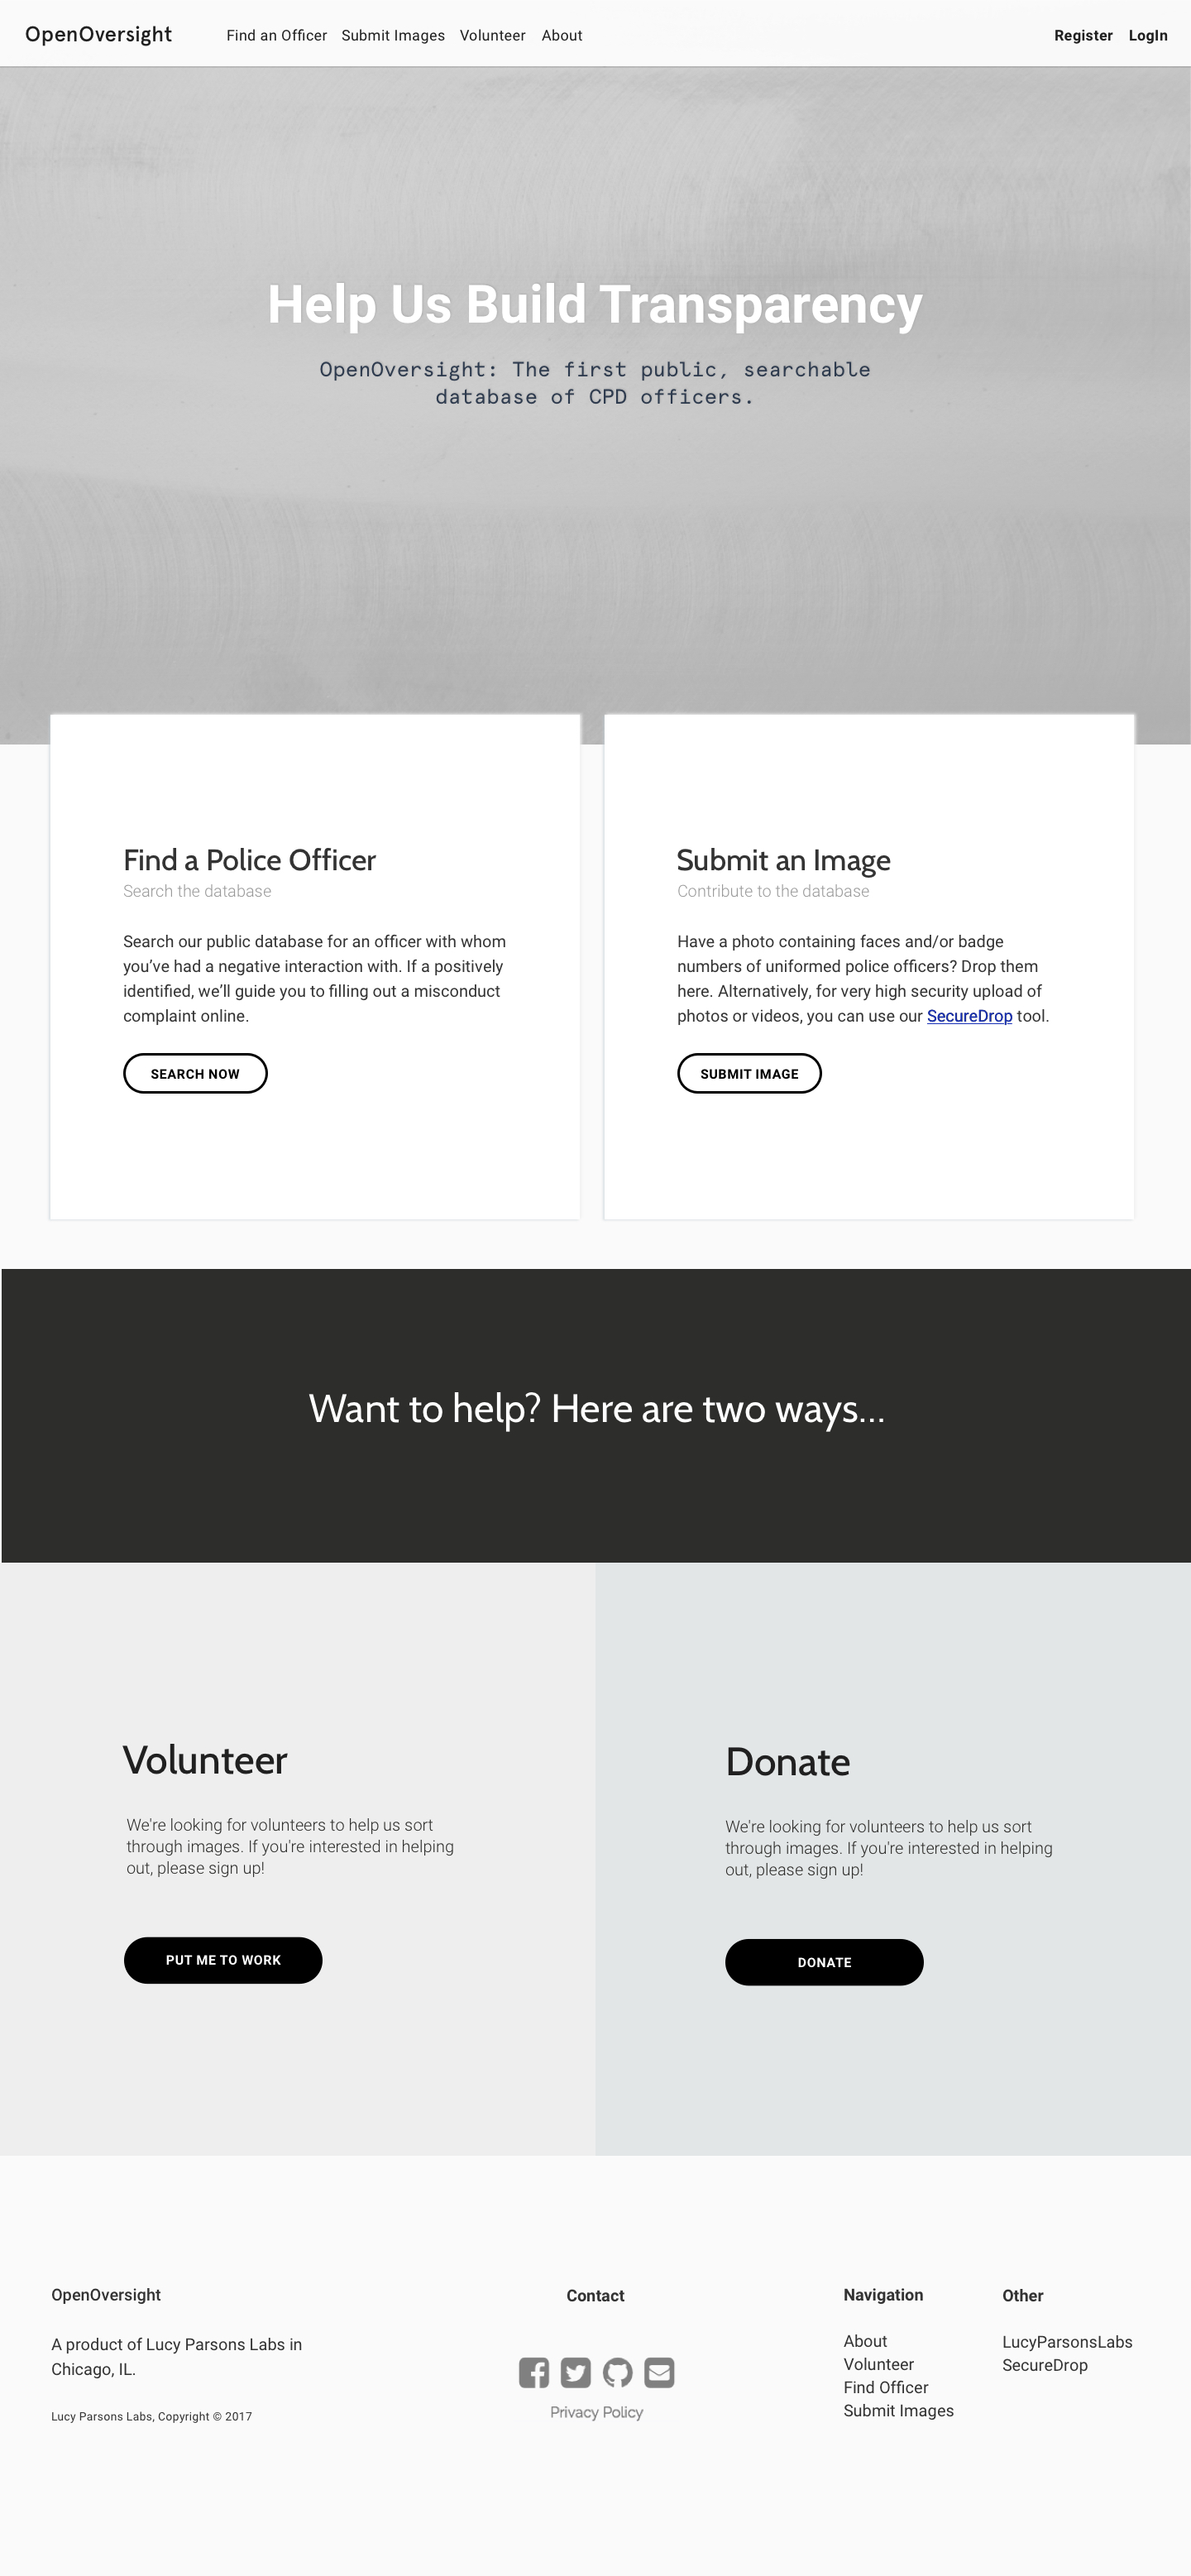 OpenOversight
Find an Officer Submit Images Volunteer About
Register LogIn
Help Us Build Transparency
OpenOversight: The first public, searchable
database of CPD officers.
Find a Police Officer
Search the database
Search our public database for an officer with whom
you’ve had a negative interaction with. If a positively
identified, we’ll guide you to filling out a misconduct
complaint online.
SEARCH NOW
Submit an Image
Contribute to the database
Have a photo containing faces and/or badge
numbers of uniformed police officers? Drop them
here. Alternatively, for very high security upload of
photos or videos, you can use our SecureDrop tool.
SUBMIT IMAGE
Want to help? Here are two ways...
Volunteer
We're looking for volunteers to help us sort
through images. If you're interested in helping
out, please sign up!
PUT ME TO WORK
Donate
We're looking for volunteers to help us sort
through images. If you're interested in helping
out, please sign up!
DONATE
OpenOversight
A product of Lucy Parsons Labs in
Chicago, IL.
Lucy Parsons Labs, Copyright © 2017
Contact
Privacy Policy
Navigation
About
Volunteer
Find Officer
Submit Images
Other
LucyParsonsLabs
SecureDrop